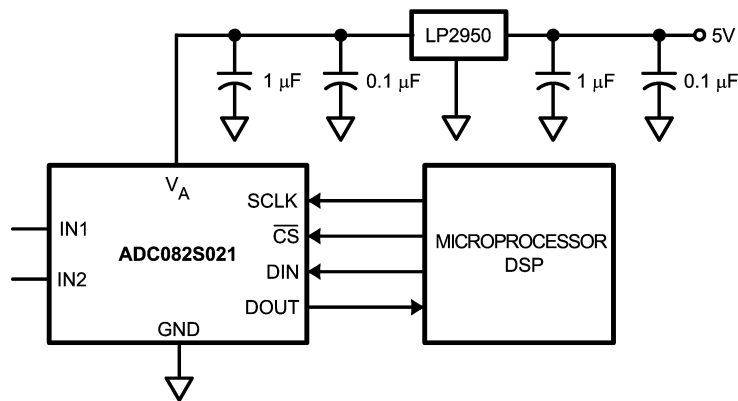 LP2950
5V
1 µF
0.1 µF
1 µF
0.1 µF
VA
SCLK
CS
DIN
DOUT
IN1
IN2
ADC082S021
GND
MICROPROCESSOR
DSP